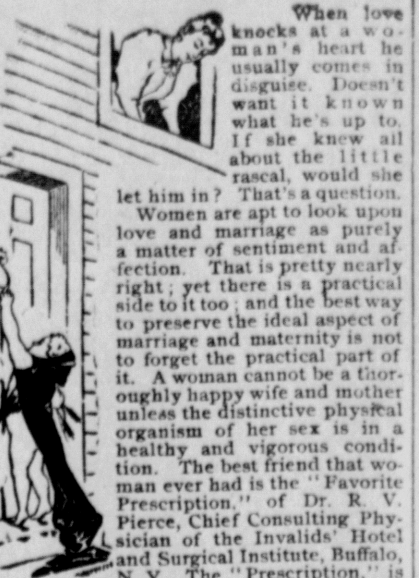 When love
knocks at a wo-
man's heart he
usually comes in
disguise. Doesn't
want it known
what he's up to.
If she knew all
about the little
rascal, would she
let him in? That's a question.
Women are apt to look upon
love and marriage as purely
a matter of sentiment and af-
fection. That is pretty nearly
right; yet there is a practical
side to it too; and the best way
to preserve the ideal aspect of
marriage and maternity is not
to forget the practical part of
it. A woman cannot be a thor-
oughly happy wife and mother
unless the distinctive physical
organism of her sex is in a
healthy and vigorous condi-
tion. The best friend that wo-
man ever had is the "Favorite
Prescription," of Dr. R. V.
Pierce, Chief Consulting Phy-
sician of the Invalids' Hotel
and Surgical Institute, Buffalo,
N. Y. The "Prescription" is